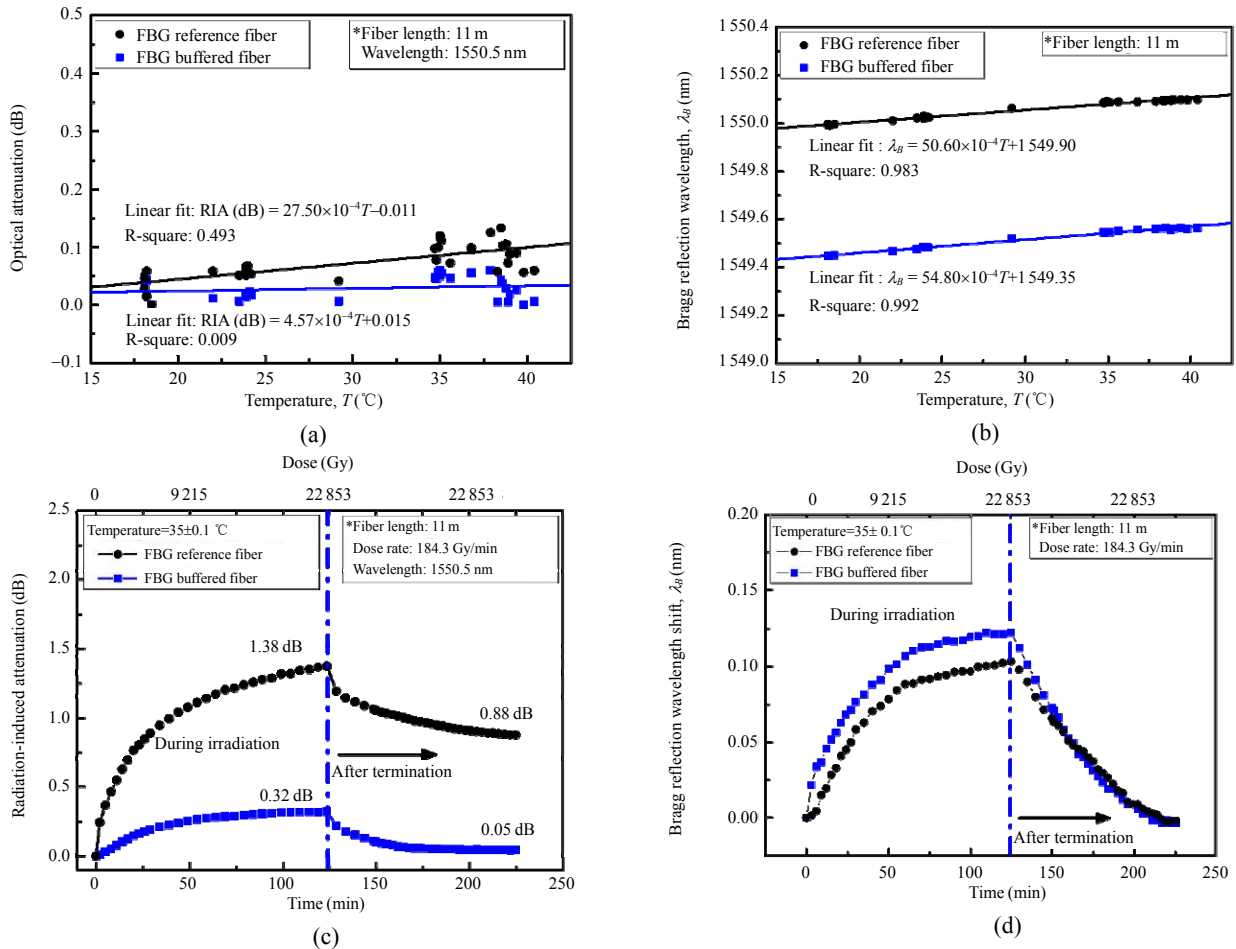 0.5
0.4
0.3
0.2
0.1
0.0
–0.1
Optical attenuation (dB)
FBG reference fiber
FBG buffered fiber
*Fiber length: 11 m
Wavelength: 1550.5 nm
Linear fit: RIA (dB) = 27.50×10⁻⁴T–0.011
R-square: 0.493
Linear fit: RIA (dB) = 4.57×10⁻⁴T+0.015
R-square: 0.009
15 20 25 30 35 40
Temperature, T (℃)
(a)
1 550.4
1 550.2
1 550.0
1 549.8
1 549.6
1 549.4
1 549.2
1 549.0
Bragg reflection wavelength, λB (nm)
FBG reference fiber
FBG buffered fiber
*Fiber length: 11 m
Linear fit : λB = 50.60×10⁻⁴T+1 549.90
R-square: 0.983
Linear fit : λB = 54.80×10⁻⁴T+1 549.35
R-square: 0.992
15 20 25 30 35 40
Temperature, T (℃)
(b)
Dose (Gy)
0 9 215 22 853 22 853
2.5
2.0
1.5
1.0
0.5
0.0
Radiation-induced attenuation (dB)
Temperature=35±0.1 ℃
FBG reference fiber
FBG buffered fiber
*Fiber length: 11 m
Dose rate: 184.3 Gy/min
Wavelength: 1550.5 nm
1.38 dB
0.88 dB
During irradiation
After termination
0.32 dB
0.05 dB
0 50 100 150 200 250
Time (min)
(c)
Dose (Gy)
0 9 215 22 853 22 853
0.20
0.15
0.10
0.05
0.00
Bragg reflection wavelength shift, λB (nm)
Temperature=35± 0.1℃
FBG reference fiber
FBG buffered fiber
*Fiber length: 11 m
Dose rate: 184.3 Gy/min
During irradiation
After termination
0 50 100 150 200 250
Time (min)
(d)